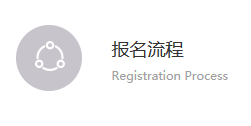 报名流程
Registration Process